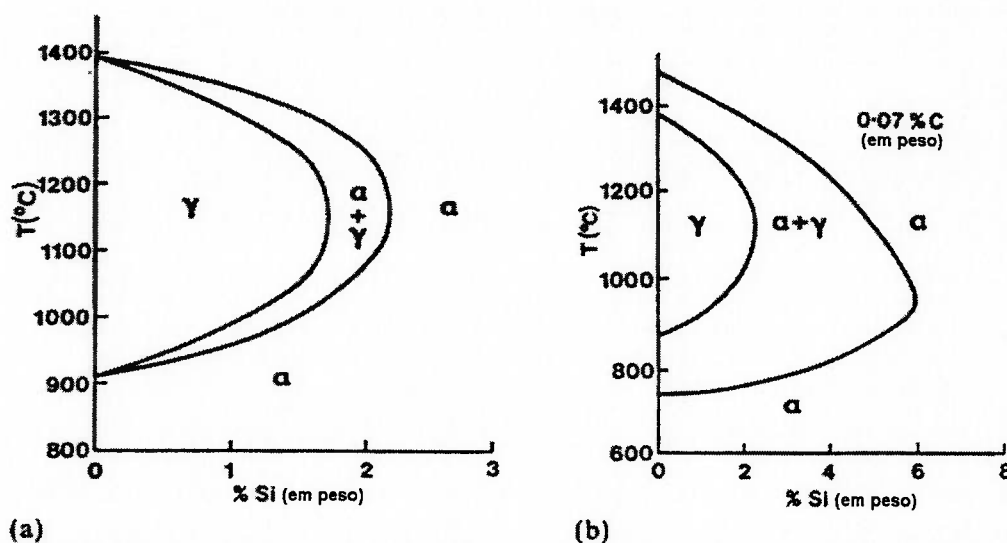 1400
1300
1200
1100
1000
900
800
T(°C)
γ
α
+
γ
α
α
0 1 2 3
% Si (em peso)
(a)
1400
1200
1000
800
600
T(°C)
0·07 % C
(em peso)
γ
α+γ
α
α
0 2 4 6 8
% Si (em peso)
(b)